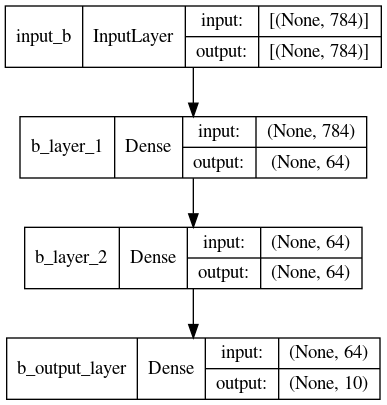 input_b InputLayer input: [(None, 784)]
output: [(None, 784)]
b_layer_1 Dense input: (None, 784)
output: (None, 64)
b_layer_2 Dense input: (None, 64)
output: (None, 64)
b_output_layer Dense input: (None, 64)
output: (None, 10)